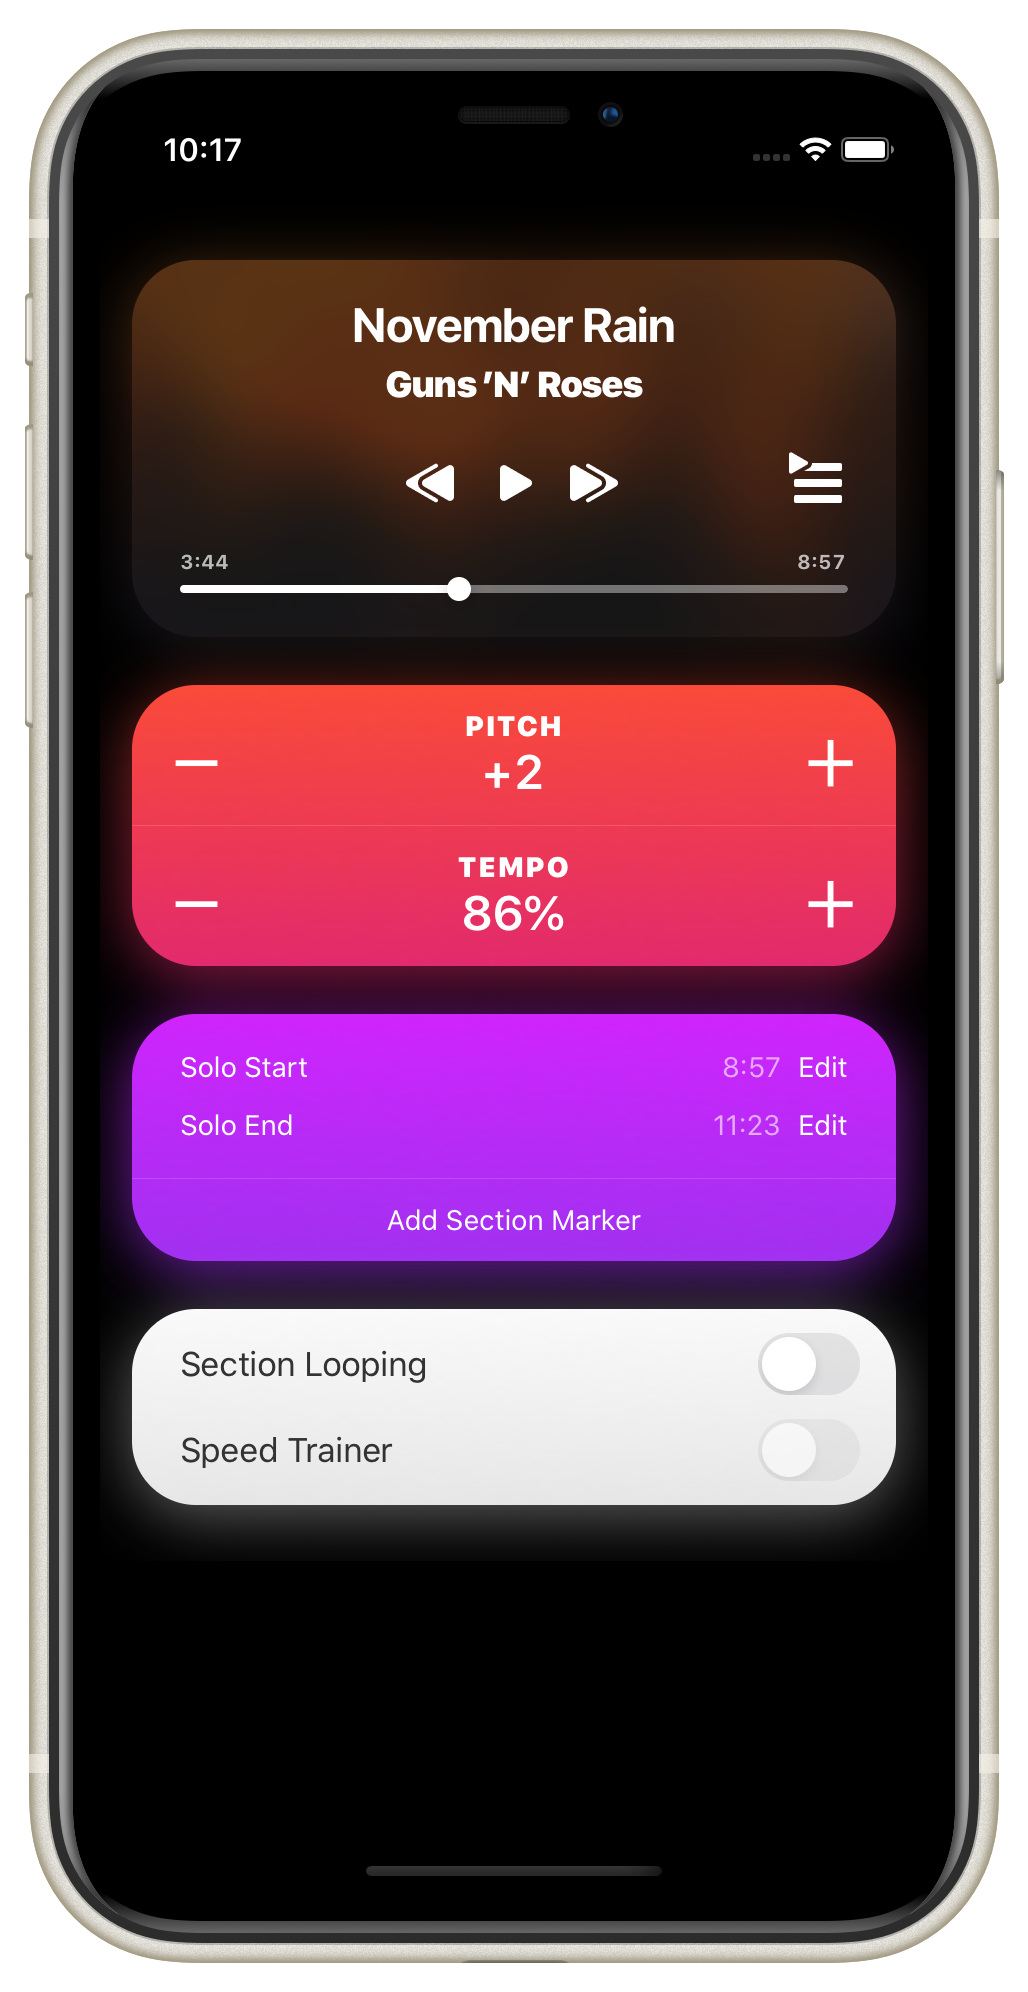 10:17
November Rain
Guns ’N’ Roses
3:44 8:57
PITCH
+2
TEMPO
86%
Solo Start 8:57 Edit
Solo End 11:23 Edit
Add Section Marker
Section Looping
Speed Trainer